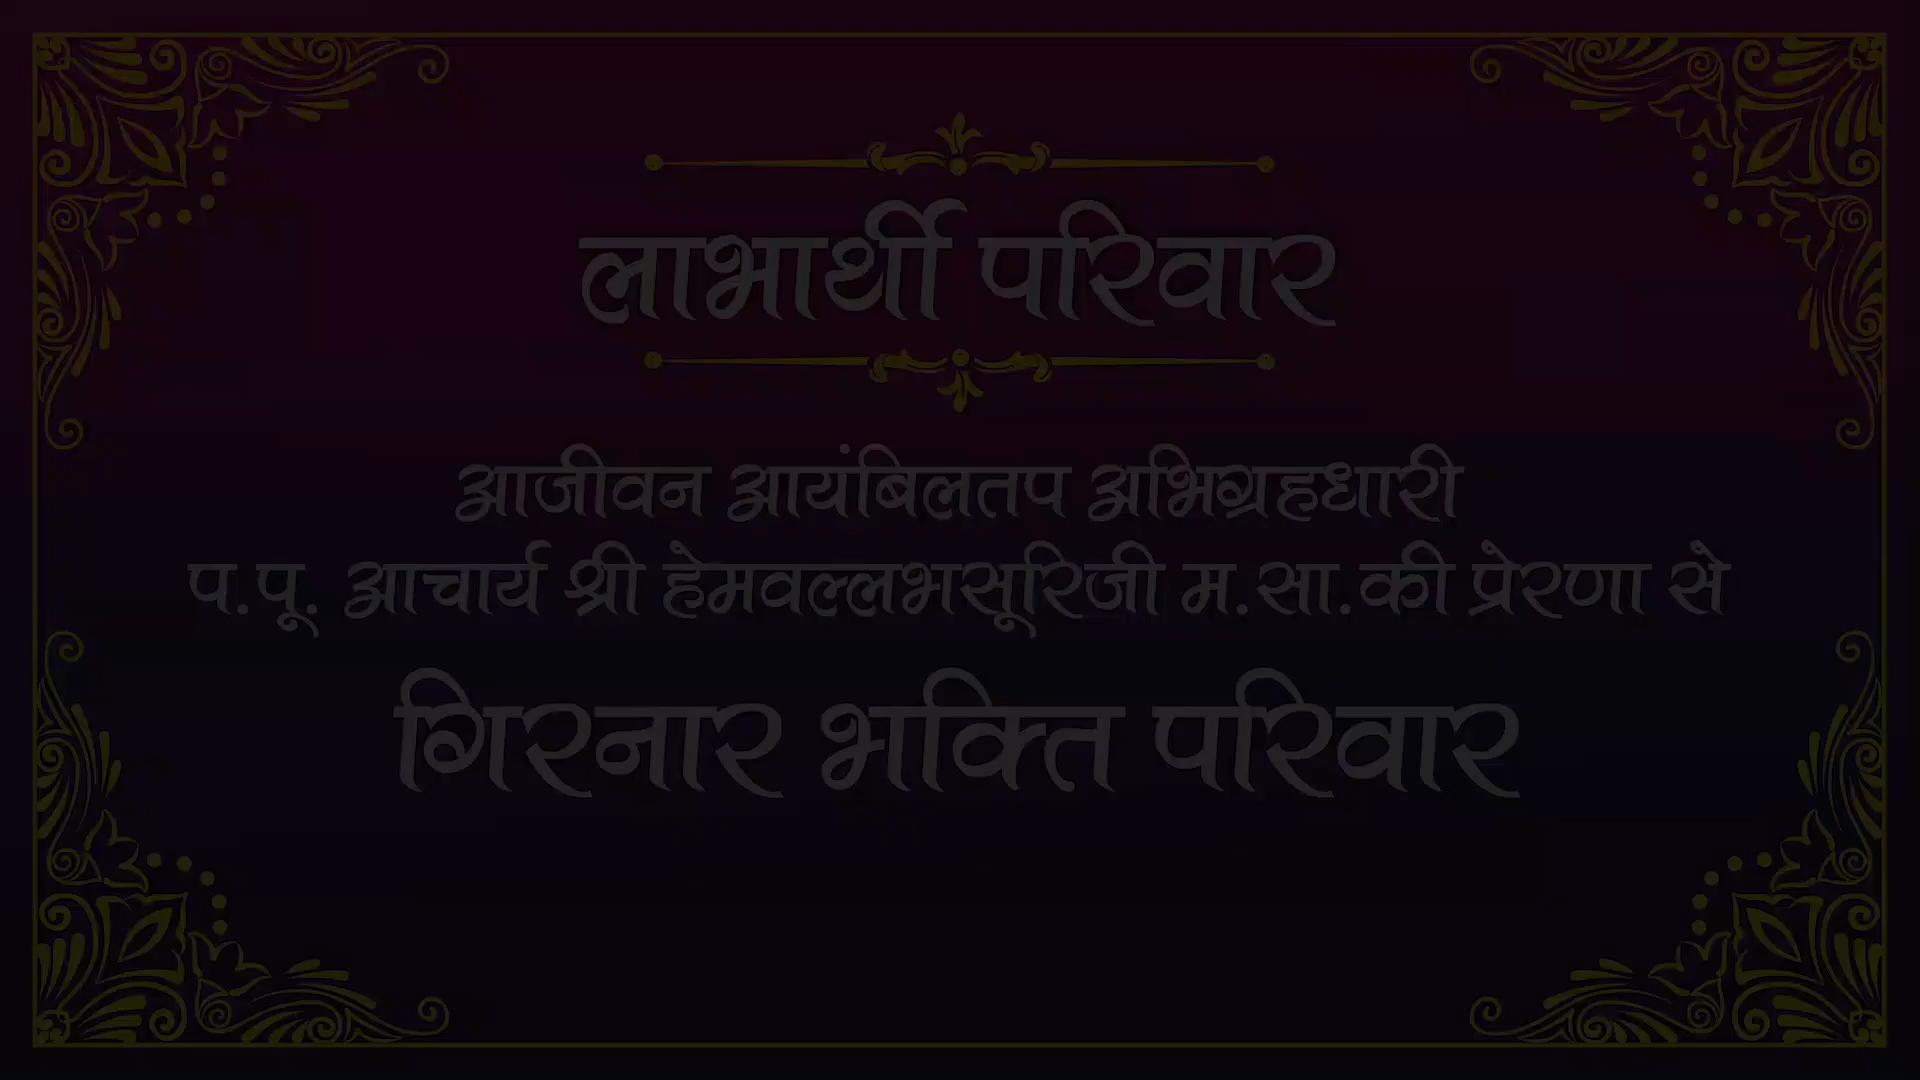 लाभार्थी परिवार
आजीवन आयंबिलतप अभिग्रहधारी
प.पू. आचार्य श्री हेमवल्लभसूरिजी म.सा.की प्रेरणा से
गिरनार भक्ति परिवार